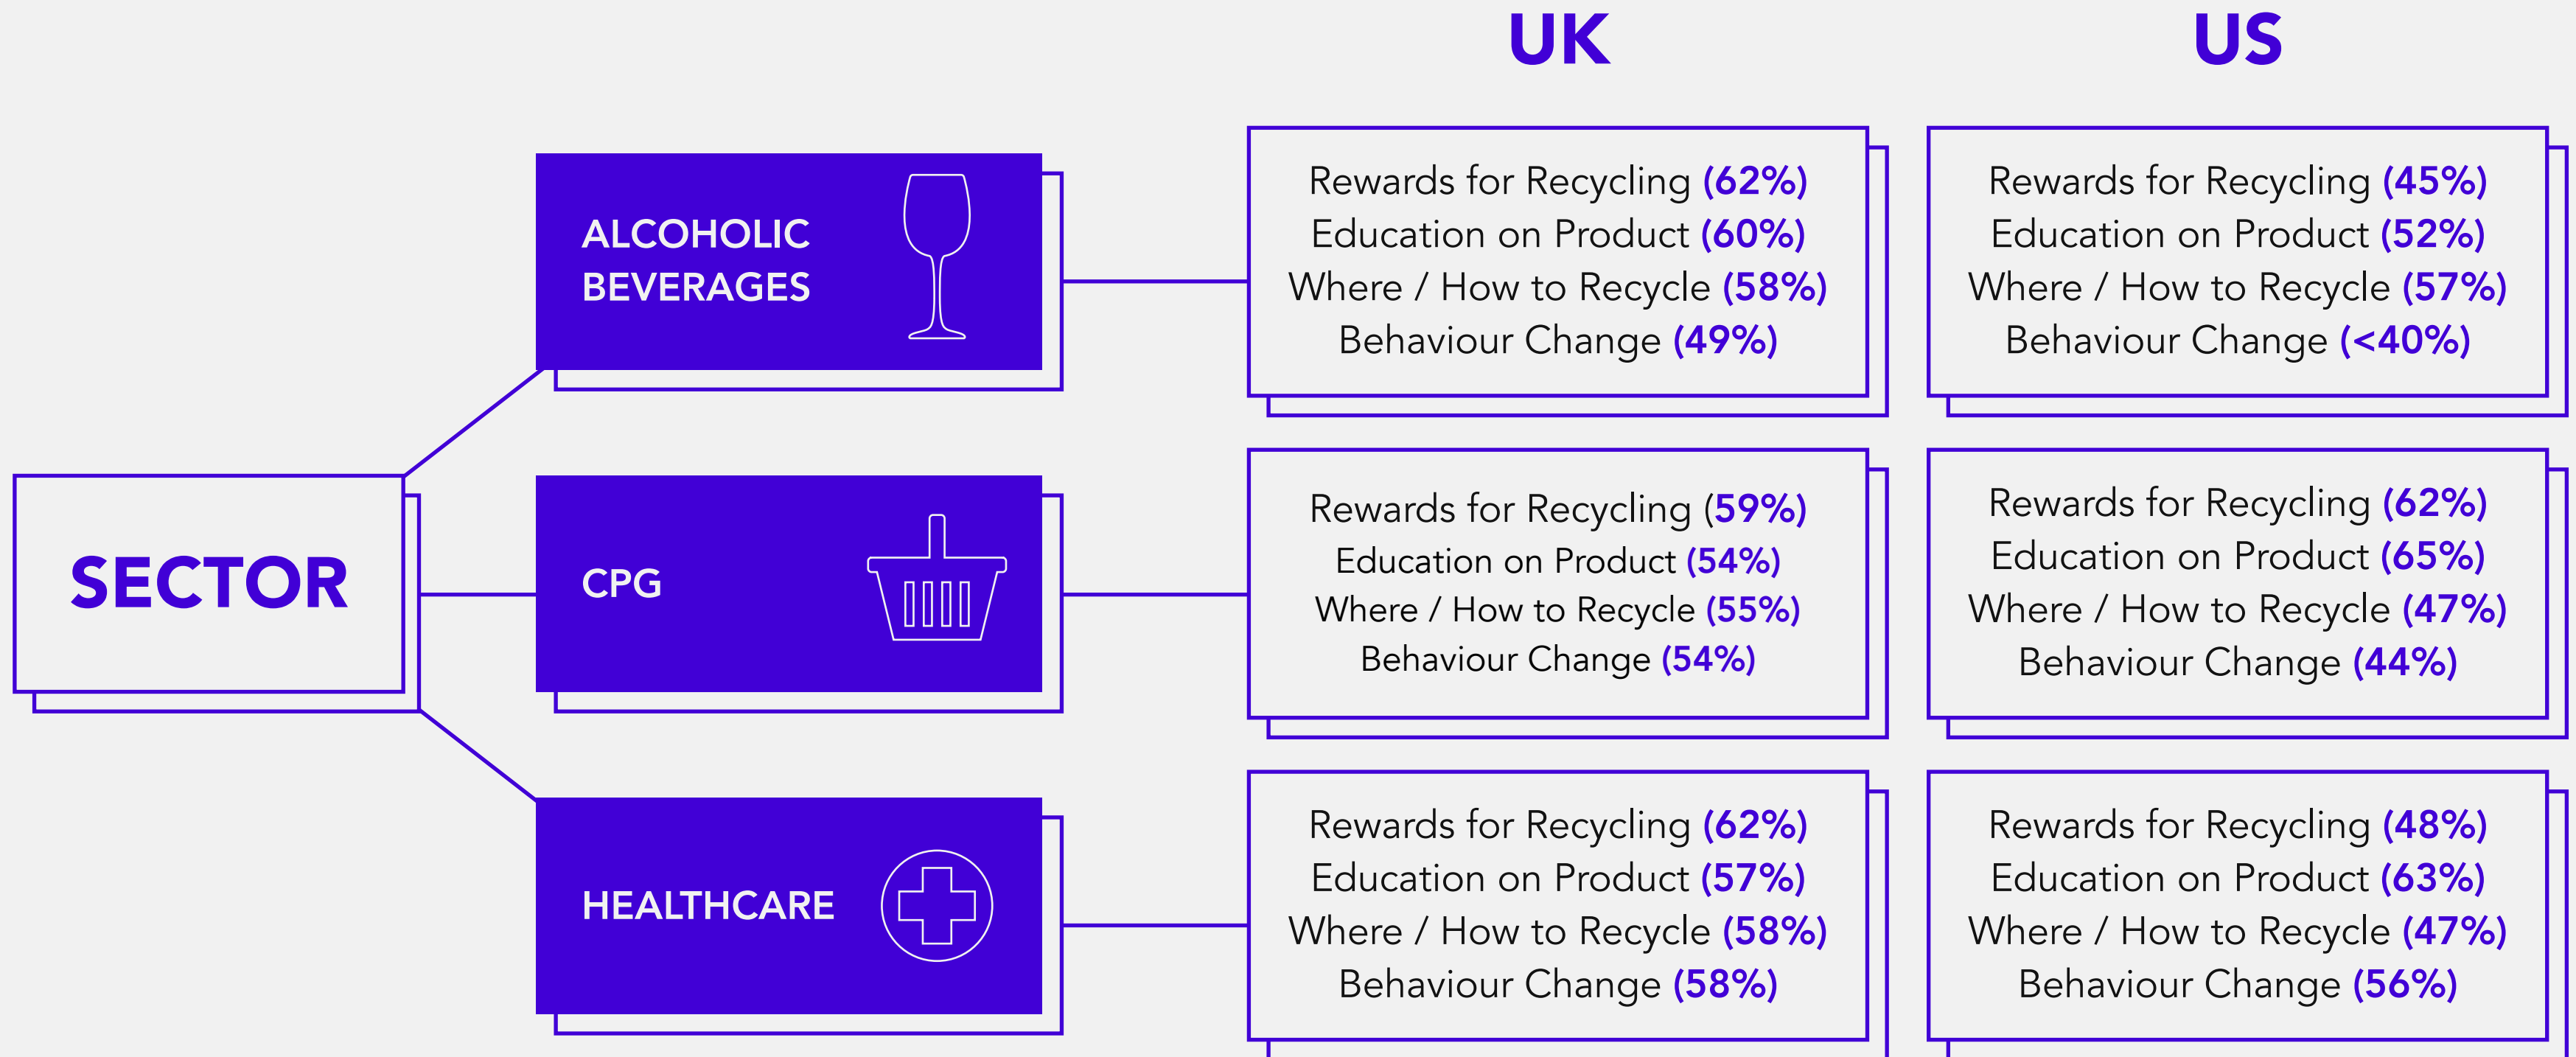 UK
US
ALCOHOLIC
BEVERAGES
Rewards for Recycling (62%)
Education on Product (60%)
Where / How to Recycle (58%)
Behaviour Change (49%)
Rewards for Recycling (45%)
Education on Product (52%)
Where / How to Recycle (57%)
Behaviour Change (<40%)
SECTOR
CPG
Rewards for Recycling (59%)
Education on Product (54%)
Where / How to Recycle (55%)
Behaviour Change (54%)
Rewards for Recycling (62%)
Education on Product (65%)
Where / How to Recycle (47%)
Behaviour Change (44%)
HEALTHCARE
Rewards for Recycling (62%)
Education on Product (57%)
Where / How to Recycle (58%)
Behaviour Change (58%)
Rewards for Recycling (48%)
Education on Product (63%)
Where / How to Recycle (47%)
Behaviour Change (56%)